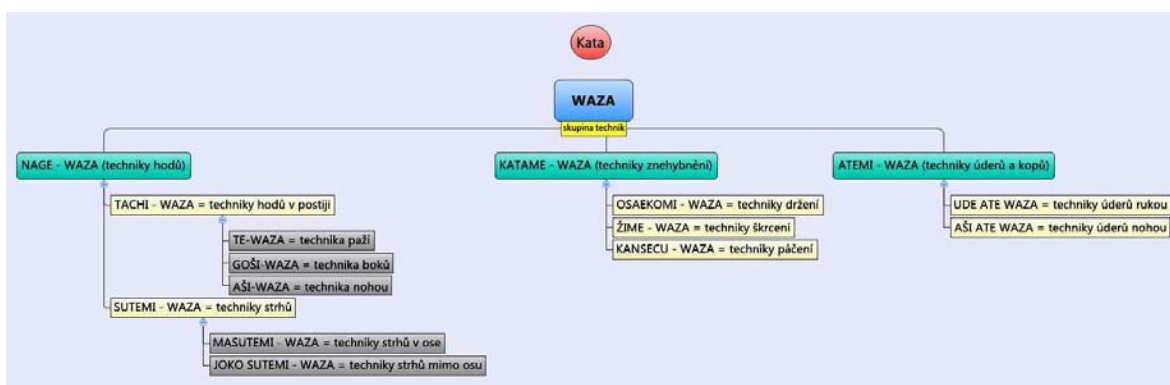 Kata
WAZA
skupina technik
NAGE - WAZA (techniky hodů)
TACHI - WAZA = techniky hodů v postiji
TE-WAZA = technika paží
GOŠI-WAZA = technika boků
AŠI-WAZA = technika nohou
SUTEMI - WAZA = techniky strhů
MASUTEMI - WAZA = techniky strhů v ose
JOKO SUTEMI - WAZA = techniky strhů mimo osu
KATAME - WAZA (techniky znehybnění)
OSAEKOMI - WAZA = techniky držení
ŽIME - WAZA = techniky škrcení
KANSECU - WAZA = techniky páčení
ATEMI - WAZA (techniky úderů a kopů)
UDE ATE WAZA = techniky úderů rukou
AŠI ATE WAZA = techniky úderů nohou